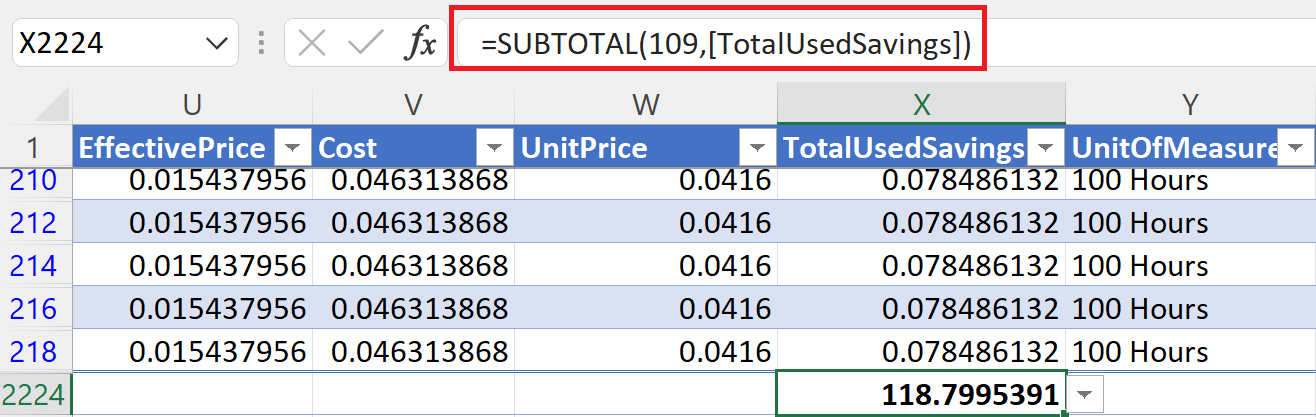 X2224 fx =SUBTOTAL(109,[TotalUsedSavings])
U V W X Y
1 EffectivePrice Cost UnitPrice TotalUsedSavings UnitOfMeasure
210 0.015437956 0.046313868 0.0416 0.078486132 100 Hours
212 0.015437956 0.046313868 0.0416 0.078486132 100 Hours
214 0.015437956 0.046313868 0.0416 0.078486132 100 Hours
216 0.015437956 0.046313868 0.0416 0.078486132 100 Hours
218 0.015437956 0.046313868 0.0416 0.078486132 100 Hours
2224 118.7995391